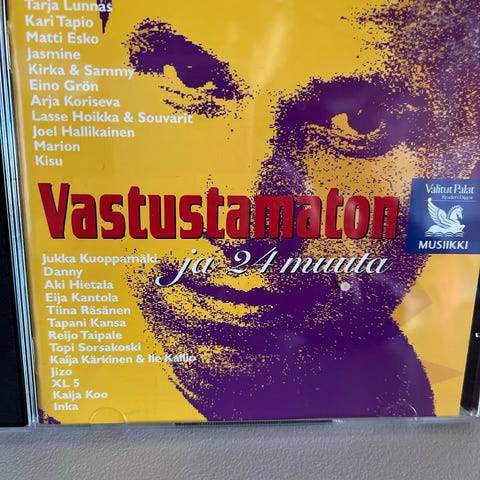 Tarja Lunnas
Kari Tapio
Matti Esko
Jasmine
Kirka & Sammy
Eino Grön
Arja Koriseva
Lasse Hoikka & Souvarit
Joel Hallikainen
Marion
Kisu
Vastustamaton
ja 24 muuta
Valitut Palat
Reader's Digest
MUSIIKKI
Jukka Kuoppamäki
Danny
Aki Hietala
Eija Kantola
Tiina Räsänen
Tapani Kansa
Reijo Taipale
Topi Sorsakoski
Kaija Kärkinen & Ile Kallio
Jizo
XL 5
Kaija Koo
Inka